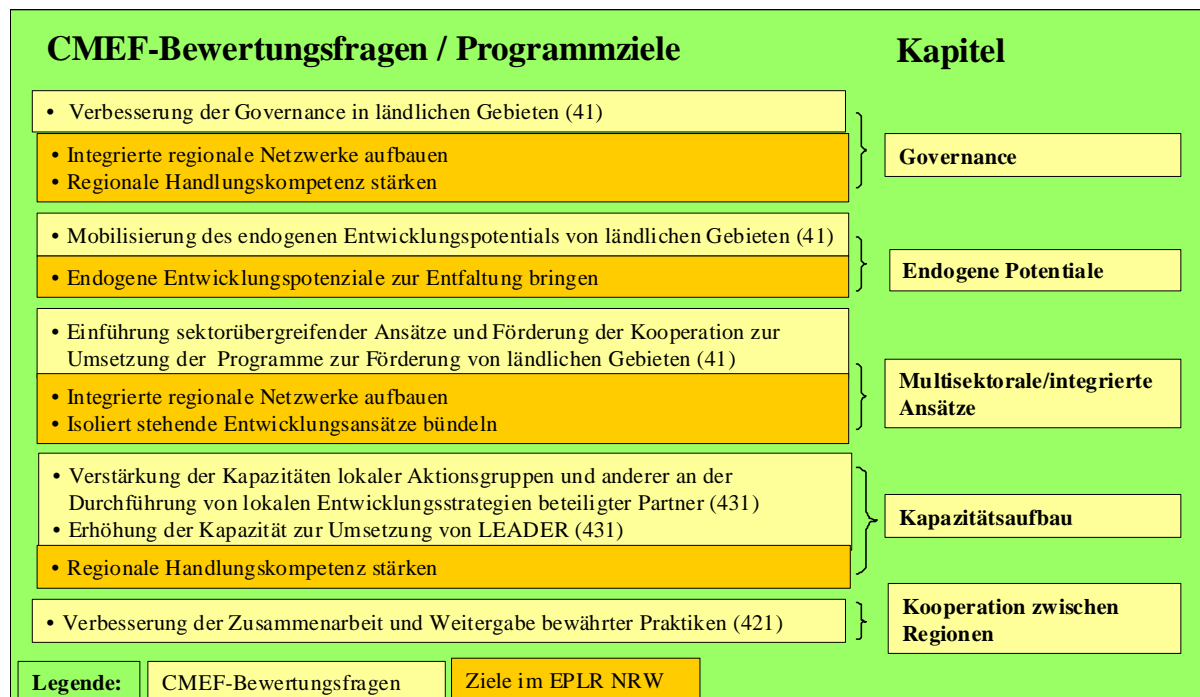 CMEF-Bewertungsfragen / Programmziele
Kapitel
• Verbesserung der Governance in ländlichen Gebieten (41)
• Integrierte regionale Netzwerke aufbauen
• Regionale Handlungskompetenz stärken
Governance
• Mobilisierung des endogenen Entwicklungspotentials von ländlichen Gebieten (41)
• Endogene Entwicklungspotenziale zur Entfaltung bringen
Endogene Potentiale
• Einführung sektorübergreifender Ansätze und Förderung der Kooperation zur
Umsetzung der Programme zur Förderung von ländlichen Gebieten (41)
• Integrierte regionale Netzwerke aufbauen
• Isoliert stehende Entwicklungsansätze bündeln
Multisektorale/integrierte
Ansätze
• Verstärkung der Kapazitäten lokaler Aktionsgruppen und anderer an der
Durchführung von lokalen Entwicklungsstrategien beteiligter Partner (431)
• Erhöhung der Kapazität zur Umsetzung von LEADER (431)
• Regionale Handlungskompetenz stärken
Kapazitätsaufbau
• Verbesserung der Zusammenarbeit und Weitergabe bewährter Praktiken (421)
Kooperation zwischen
Regionen
Legende:
CMEF-Bewertungsfragen
Ziele im EPLR NRW